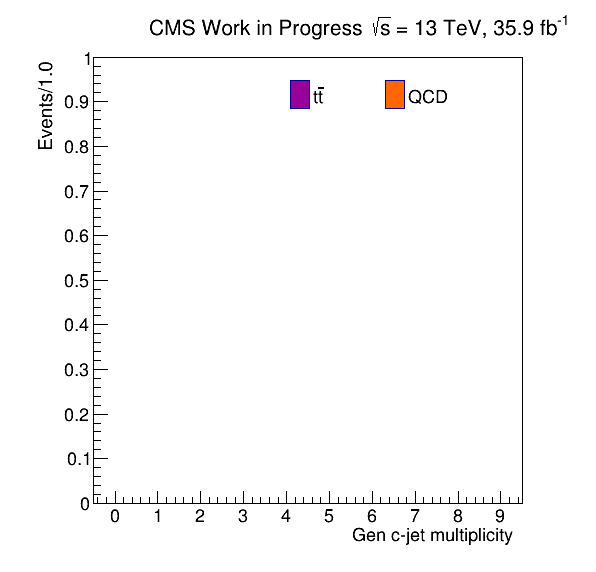 CMS Work in Progress √s = 13 TeV, 35.9 fb⁻¹
Events/1.0
1
0.9
0.8
0.7
0.6
0.5
0.4
0.3
0.2
0.1
0
tt̄
QCD
0 1 2 3 4 5 6 7 8 9
Gen c-jet multiplicity